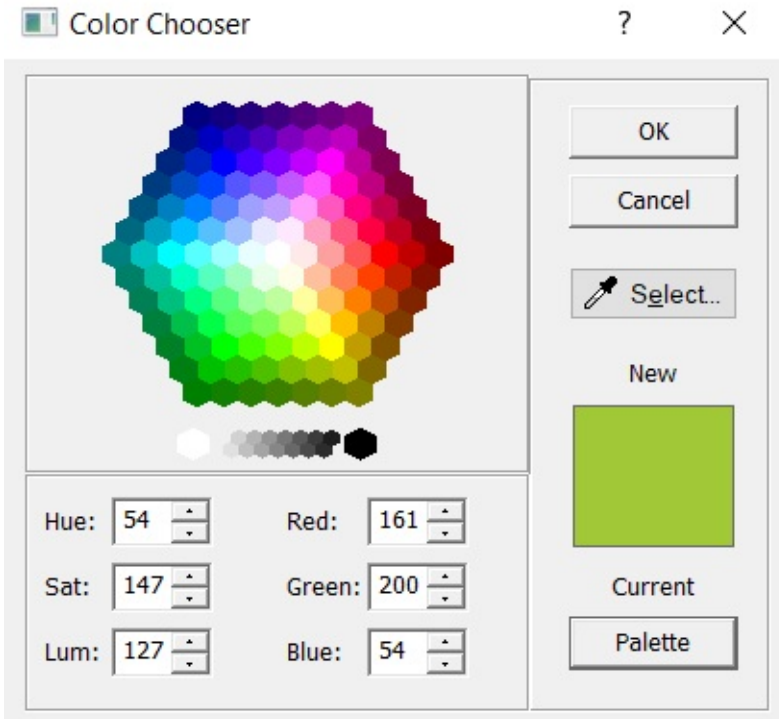 Color Chooser ? X
OK
Cancel
Select...
New
Current
Palette
Hue: 54 Red: 161
Sat: 147 Green: 200
Lum: 127 Blue: 54